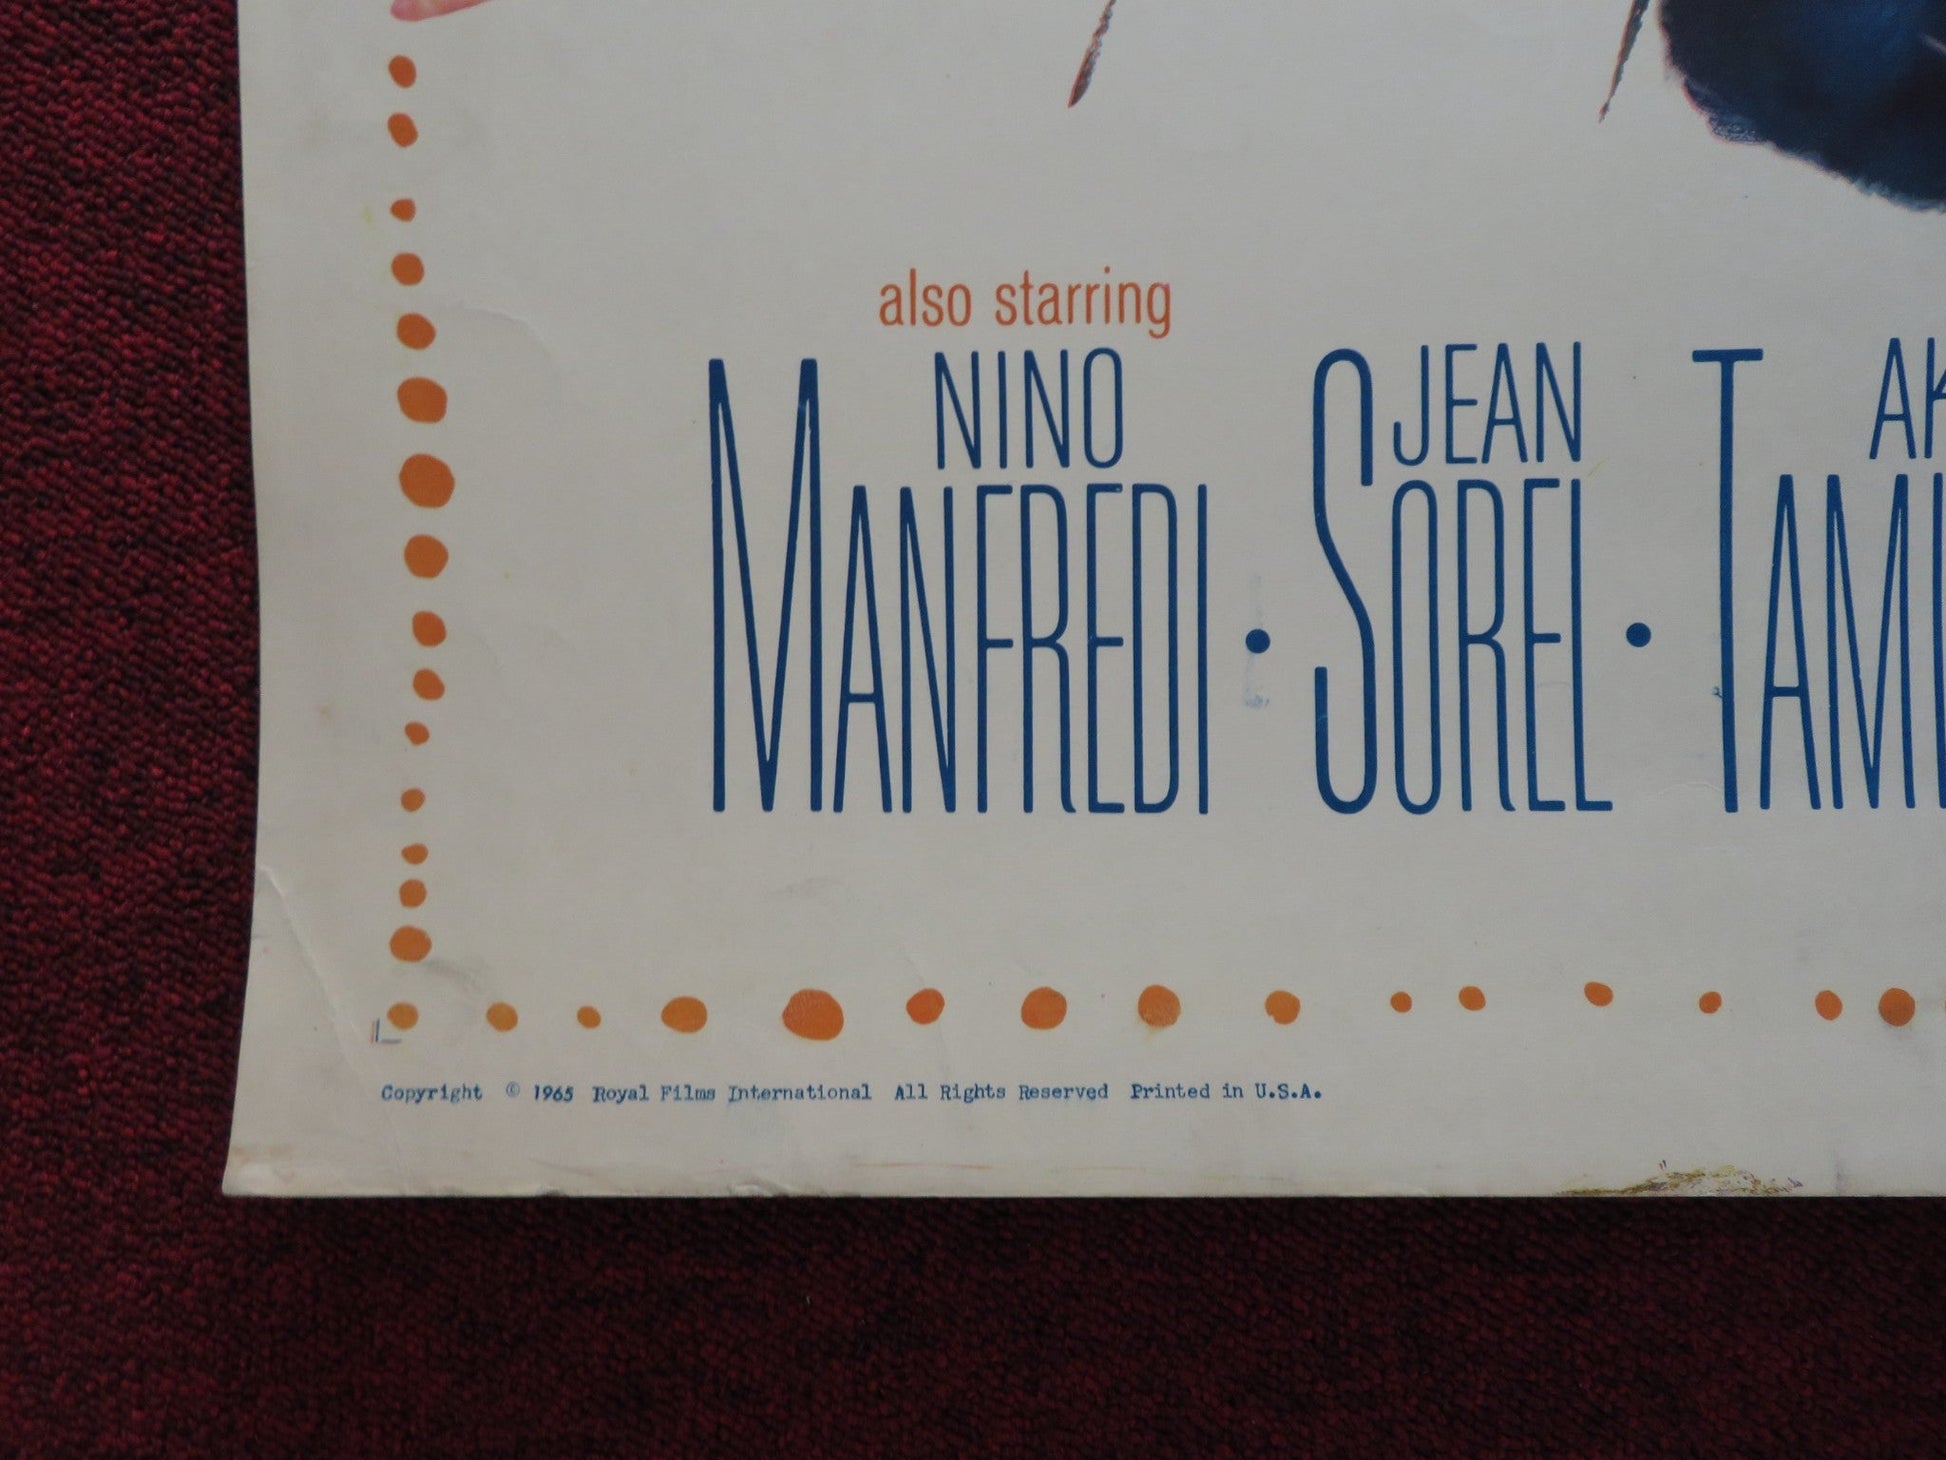 also starring
NINO MANFREDI • JEAN SOREL •
Copyright © 1965 Royal Films International All Rights Reserved Printed in U.S.A.